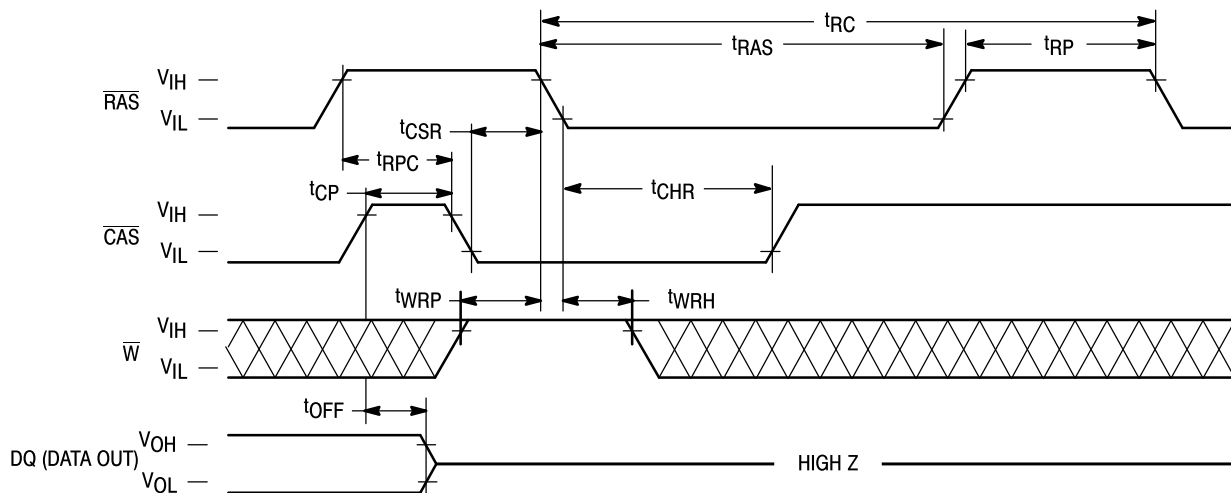 tRC
tRAS
tRP
RAS
VIH
VIL
tCSR
tRPC
tCP
tCHR
CAS
VIH
VIL
tWRP
tWRH
W
VIH
VIL
tOFF
DQ (DATA OUT)
VOH
VOL
HIGH Z